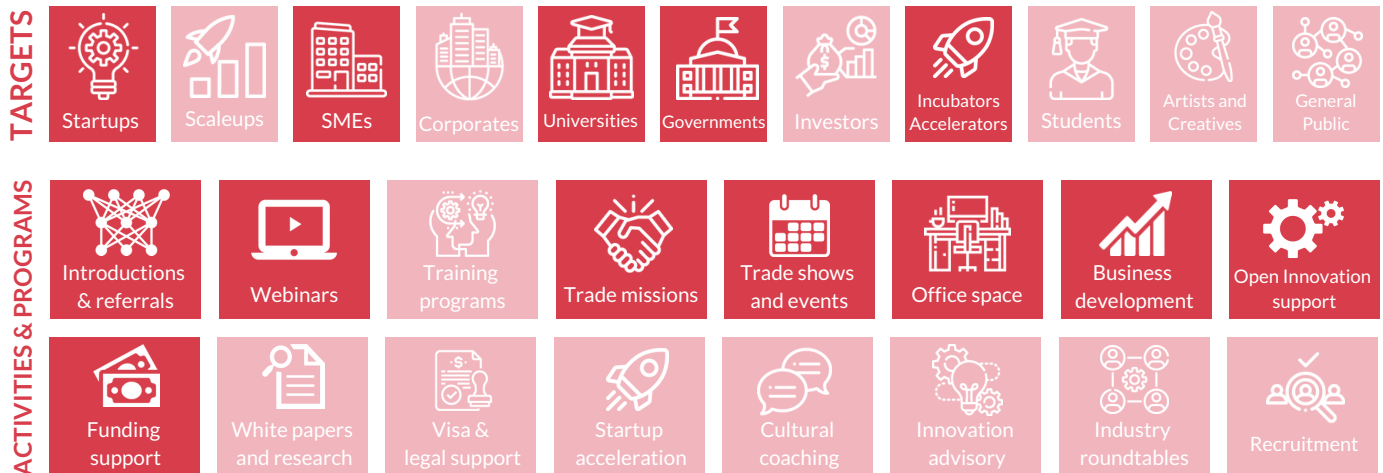 TARGETS
Startups
Scaleups
SMEs
Corporates
Universities
Governments
$
Investors
Incubators
Accelerators
Students
Artists and
Creatives
General
Public
ACTIVITIES & PROGRAMS
Introductions
& referrals
Webinars
Training
programs
Trade missions
Trade shows
and events
Office space
Business
development
Open Innovation
support
Funding
support
White papers
and research
$
Visa &
legal support
Startup
acceleration
Cultural
coaching
Innovation
advisory
Industry
roundtables
Recruitment